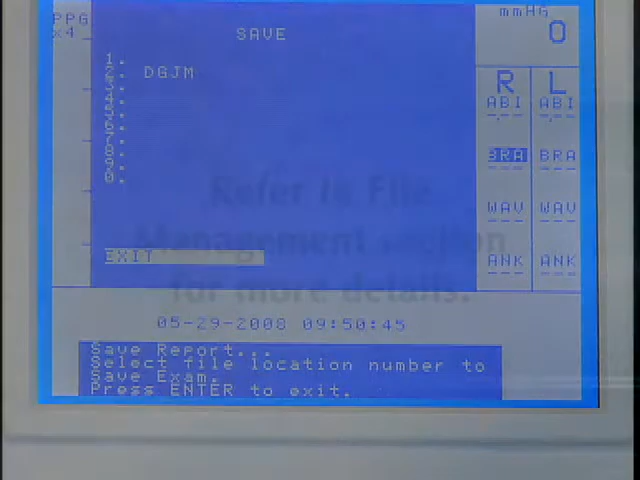 PPG
x4
SAVE
1.
2. DGJM
3.
4.
5.
6.
7.
8.
9.
0.
EXIT
mmHG
0
R L
ABI ABI
BRA BRA
WAV WAV
ANK ANK
Refer to File
Management section
for more details.
05-29-2008 09:50:45
Save Report...
Select file location number to
Save Exam.
Press ENTER to exit.